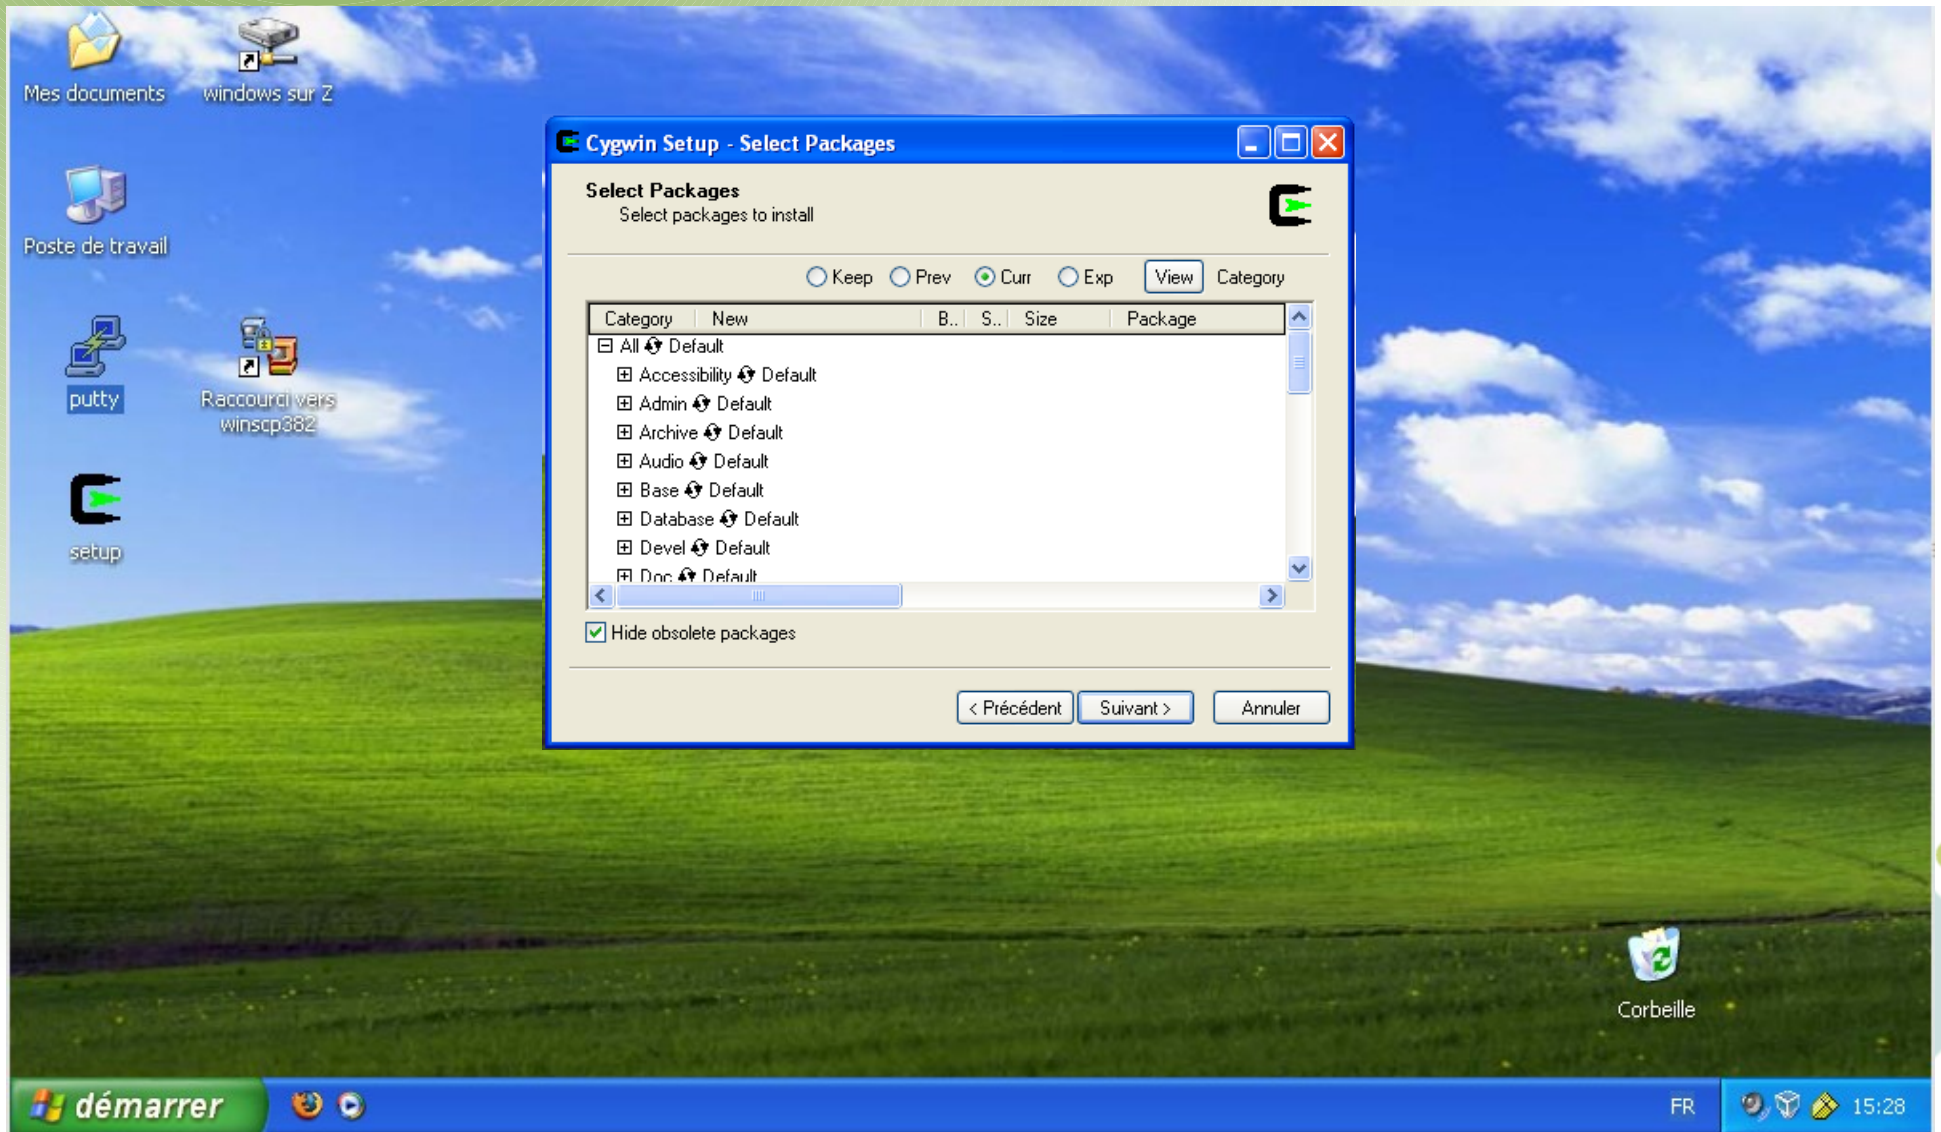 Mes documents
windows sur Z
Poste de travail
putty
Raccourci vers
winscp382
setup
Cygwin Setup - Select Packages
Select Packages
Select packages to install
Keep Prev Curr Exp View Category
Category New B.. S.. Size Package
All Default
Accessibility Default
Admin Default
Archive Default
Audio Default
Base Default
Database Default
Devel Default
Doc Default
Hide obsolete packages
< Précédent Suivant > Annuler
Corbeille
démarrer
FR 15:28